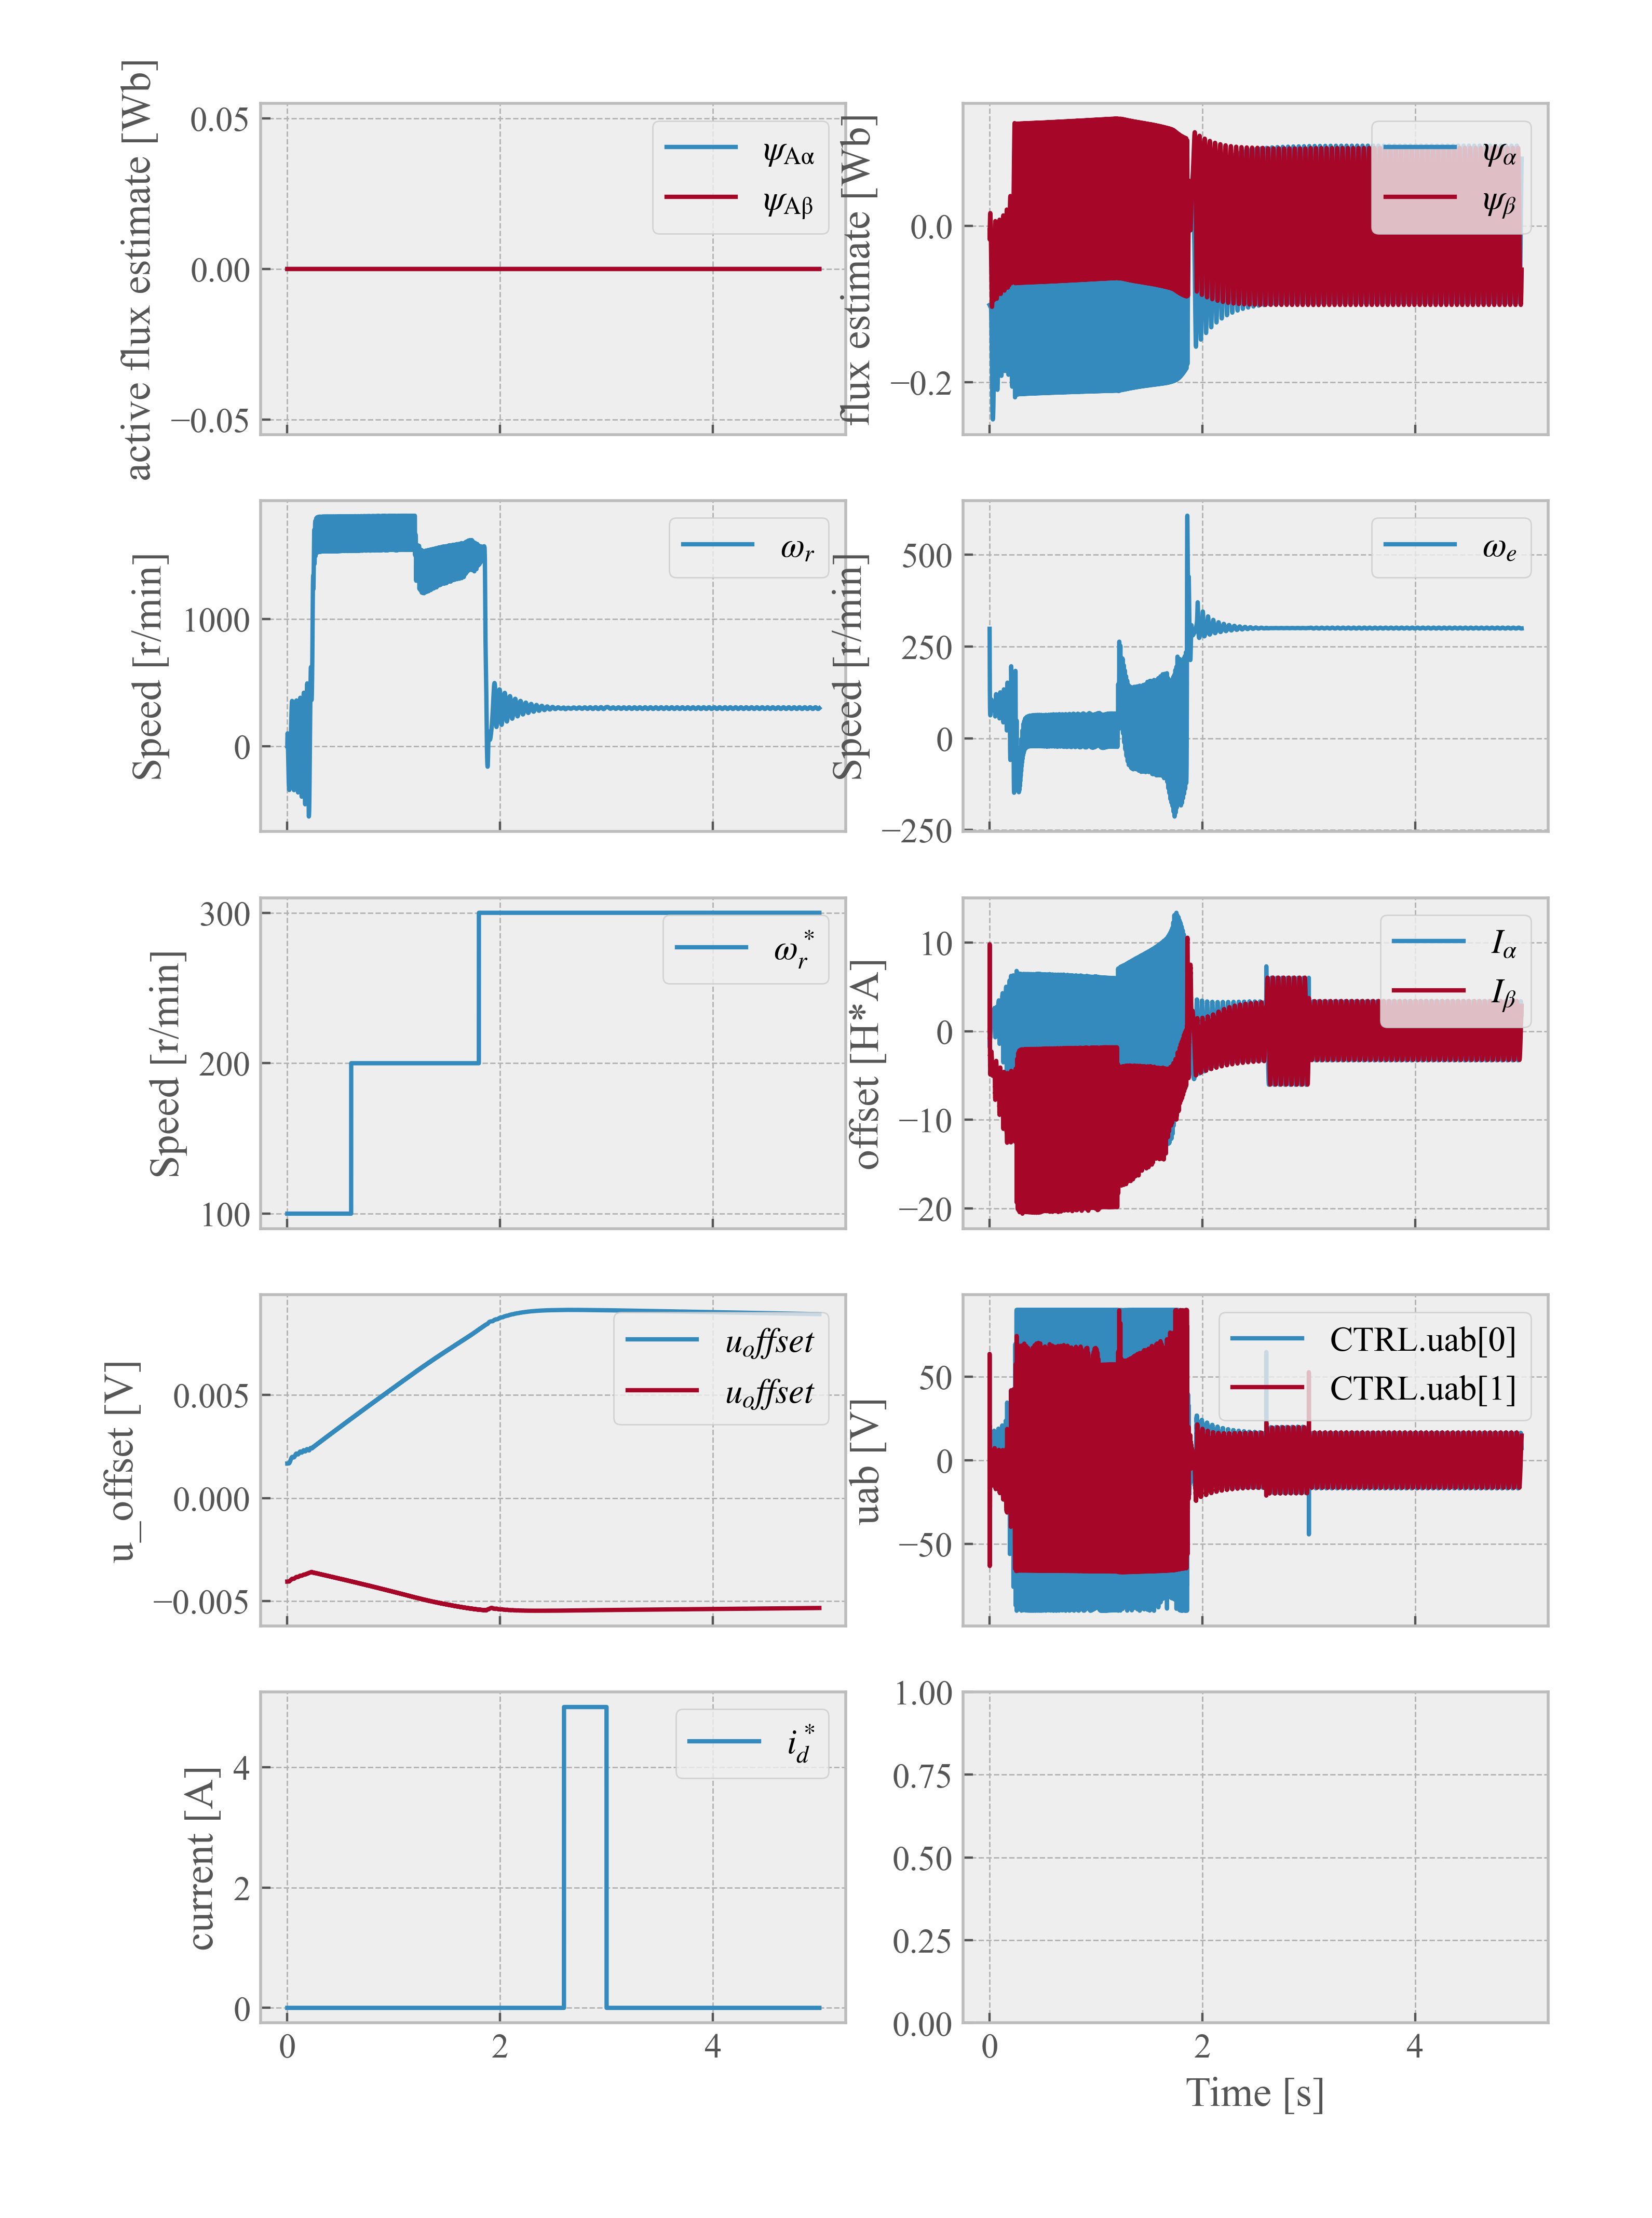 active flux estimate [Wb]
0.05
0.00
−0.05
ψAα
ψAβ
flux estimate [Wb]
0.0
−0.2
ψα
ψβ
Speed [r/min]
1000
0
ωr
Speed [r/min]
500
250
0
−250
ωe
Speed [r/min]
300
200
100
ωr*
offset [H*A]
10
0
−10
−20
Iα
Iβ
u_offset [V]
0.005
0.000
−0.005
uoffset
uoffset
uab [V]
50
0
−50
CTRL.uab[0]
CTRL.uab[1]
current [A]
4
2
0
id*
0 2 4
1.00
0.75
0.50
0.25
0.00
0 2 4
Time [s]